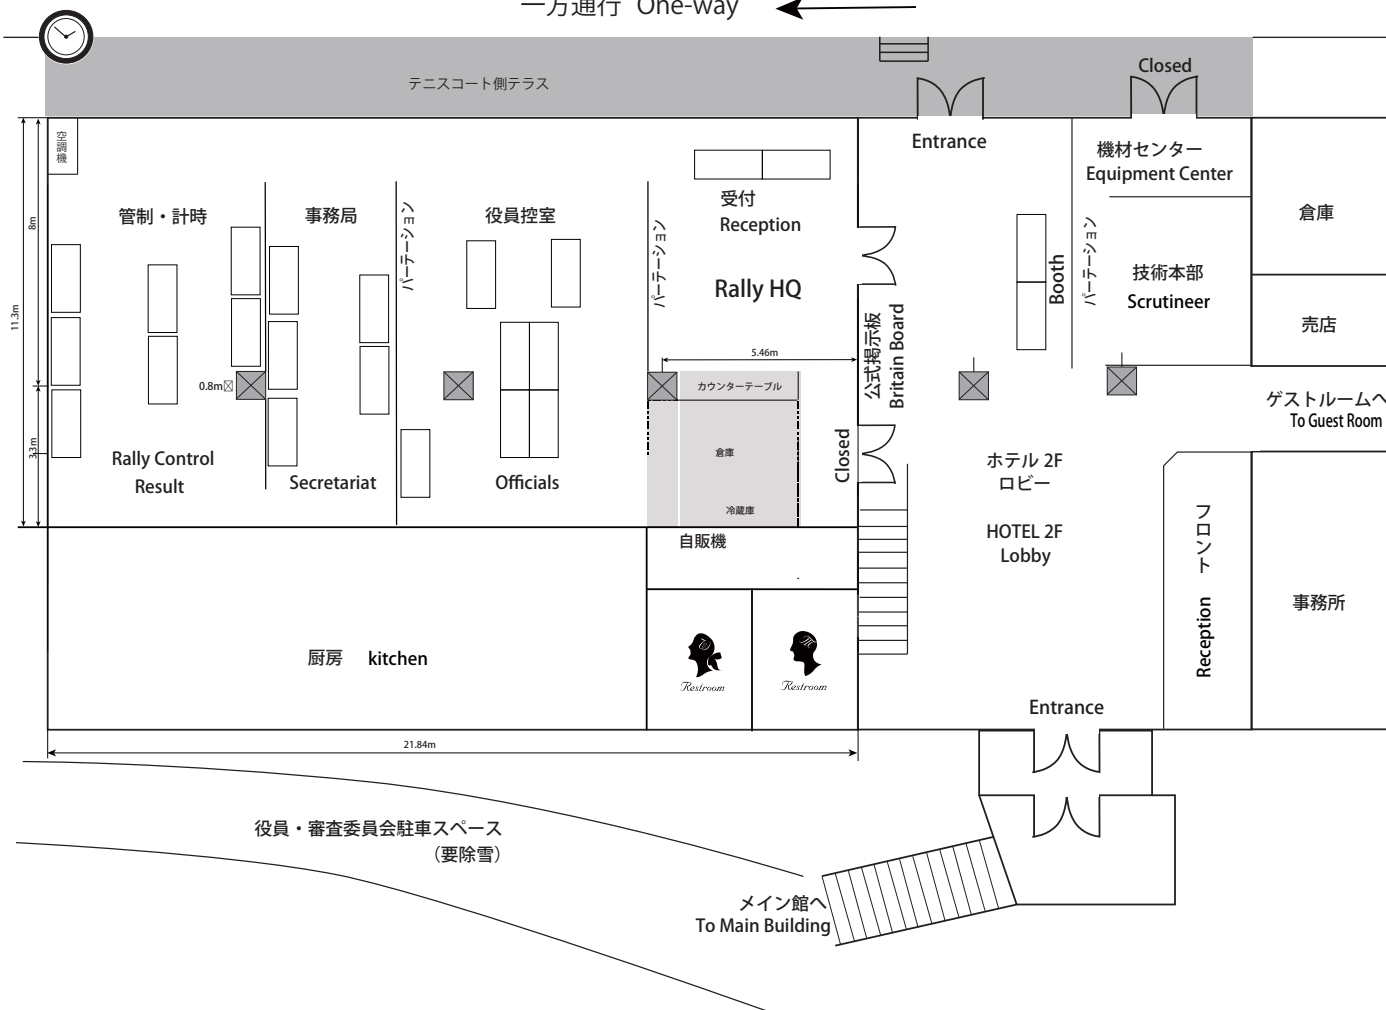 一方通行 One-way
テニスコート側テラス
Closed
Entrance
空調機
機材センター
Equipment Center
管制・計時
事務局
パーテーション
役員控室
パーテーション
受付
Reception
Rally HQ
Booth
パーテーション
技術本部
Scrutineer
倉庫
売店
8m
11.3m
3.3m
0.8m
5.46m
カウンターテーブル
公式掲示板
Britain Board
ゲストルームへ
To Guest Room
Rally Control
Result
Secretariat
Officials
倉庫
冷蔵庫
Closed
ホテル 2F
ロビー
HOTEL 2F
Lobby
自販機
フロント Reception
事務所
厨房 kitchen
W
Restroom
M
Restroom
Entrance
21.84m
役員・審査委員会駐車スペース
（要除雪）
メイン館へ
To Main Building